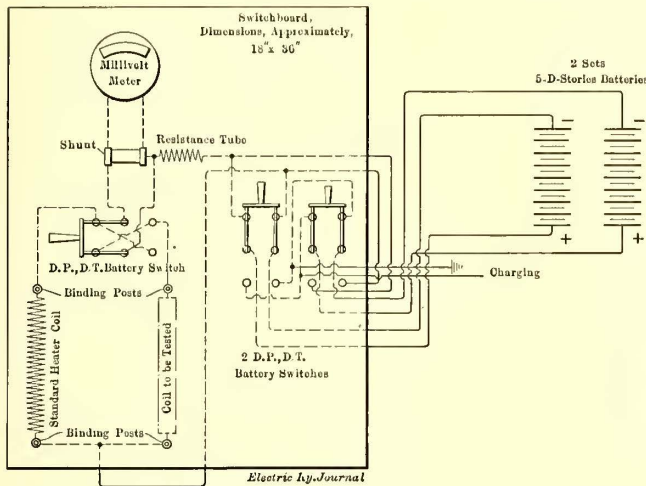 Switchboard,
Dimensions, Approximately,
18"x 36"
Millivolt
Meter
2 Sets
5-D-Stories Batteries
Shunt
Resistance Tube
−
−
+
+
D.P., D.T. Battery Switch
Charging
Binding Posts
Standard Heater Coil
Coil to be Tested
2 D.P., D.T.
Battery Switches
Binding Posts
Electric Ry. Journal